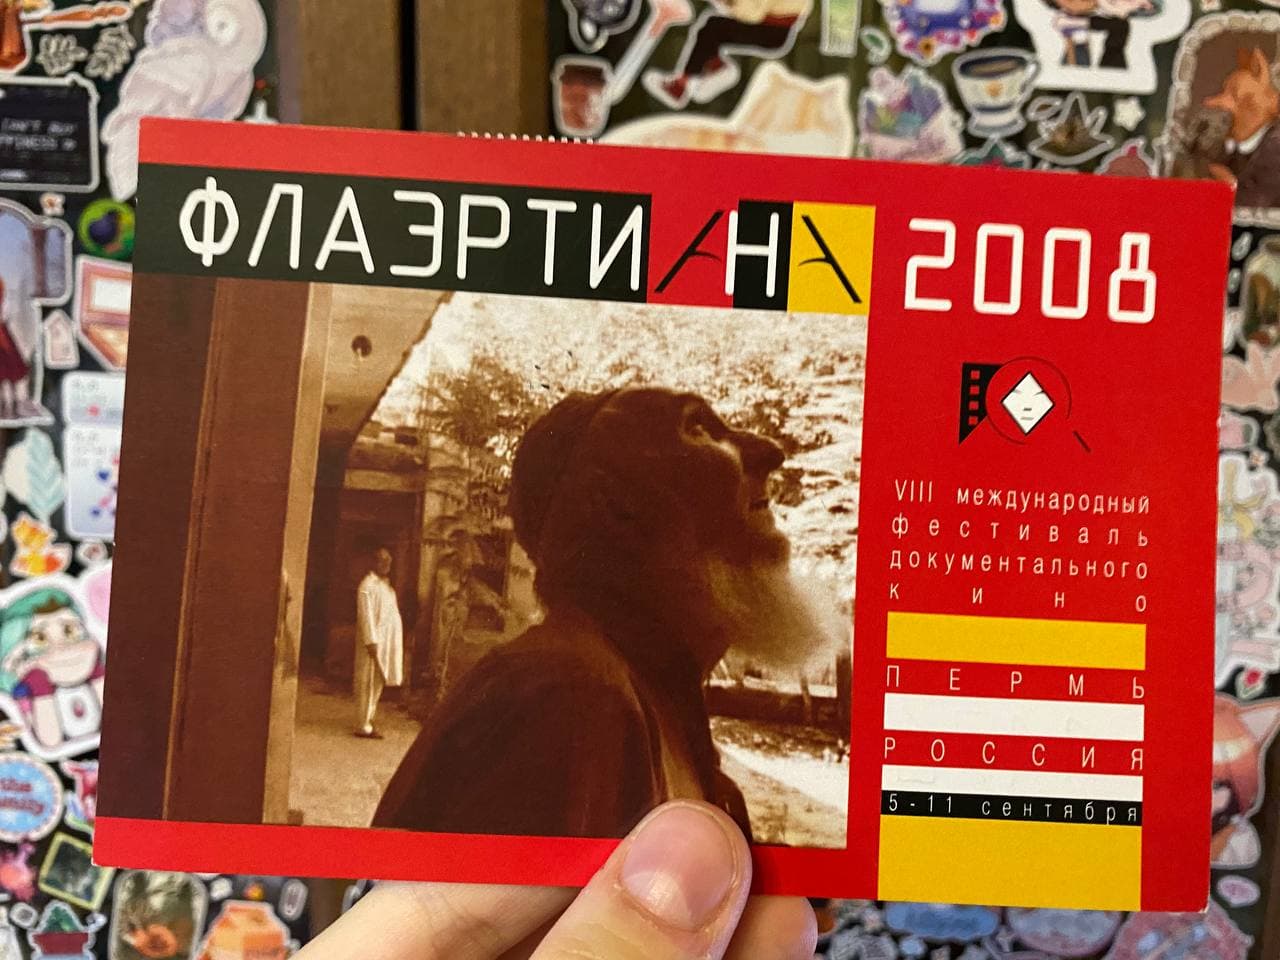 ФЛАЭРТИАНА 2008
VIII международный
фестиваль
документального
кино
ПЕРМЬ
РОССИЯ
5-11 сентября